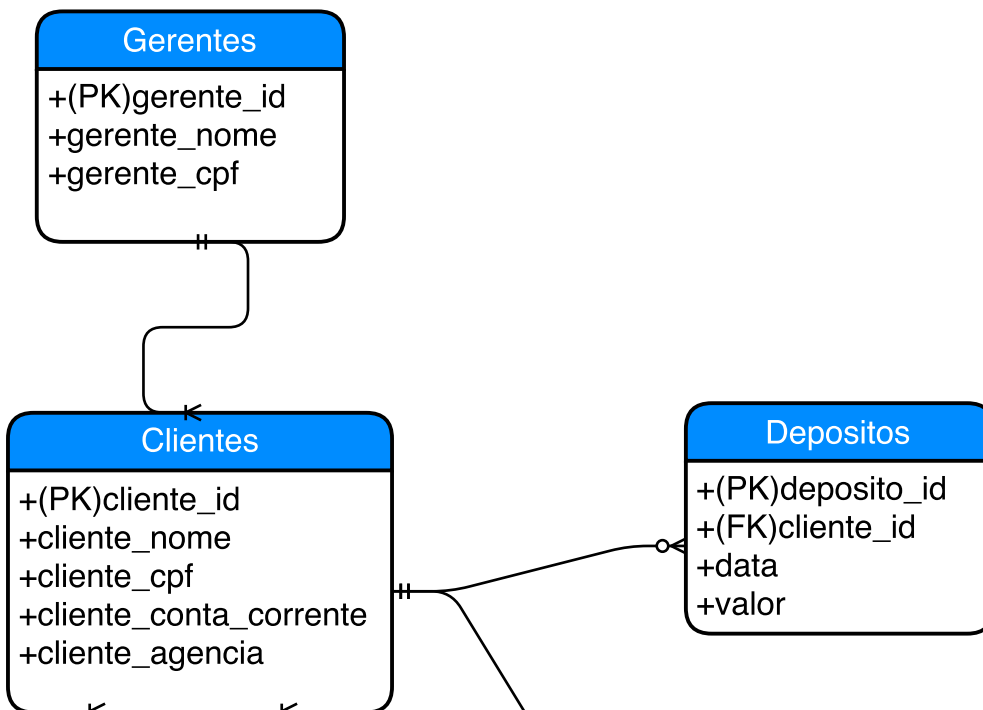 Gerentes
+(PK)gerente_id
+gerente_nome
+gerente_cpf
Clientes
+(PK)cliente_id
+cliente_nome
+cliente_cpf
+cliente_conta_corrente
+cliente_agencia
Depositos
+(PK)deposito_id
+(FK)cliente_id
+data
+valor